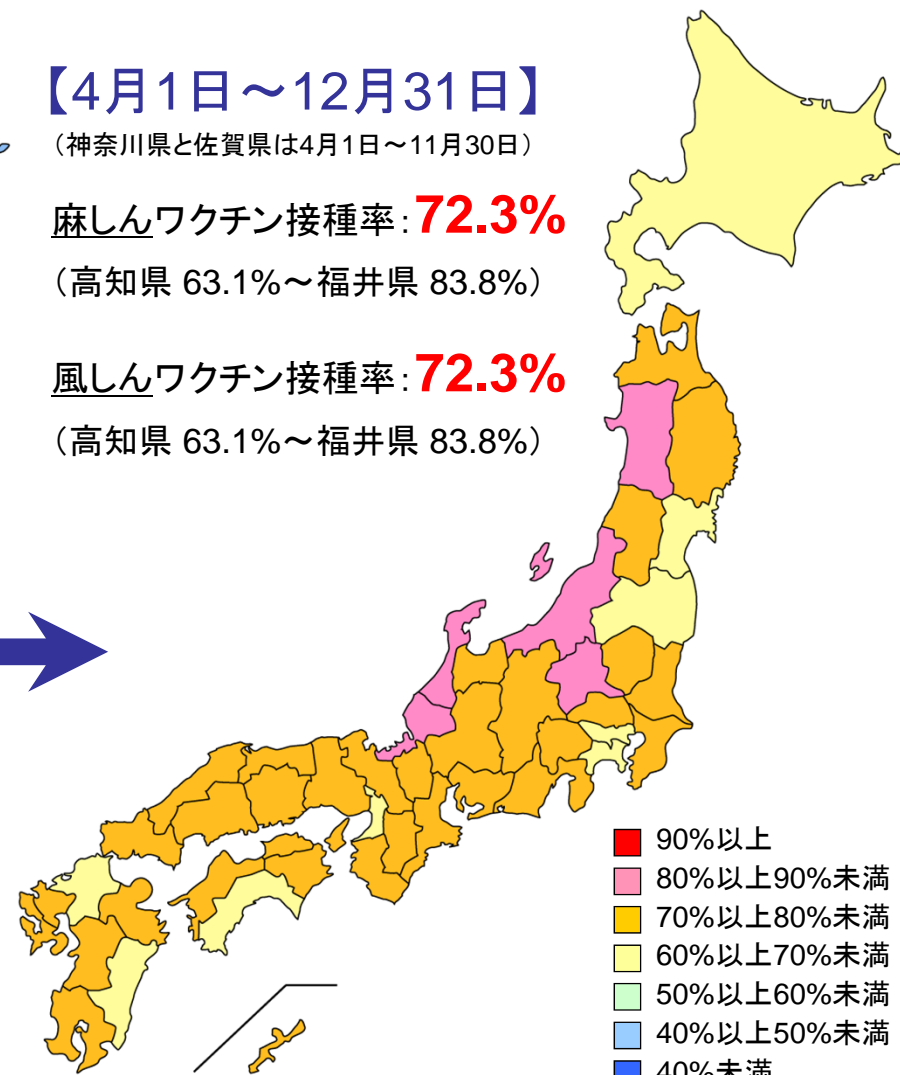 【4月1日～12月31日】
（神奈川県と佐賀県は4月1日～11月30日）
麻しんワクチン接種率：72.3%
（高知県 63.1%～福井県 83.8%）
風しんワクチン接種率：72.3%
（高知県 63.1%～福井県 83.8%）
90%以上
80%以上90%未満
70%以上80%未満
60%以上70%未満
50%以上60%未満
40%以上50%未満
40%未満